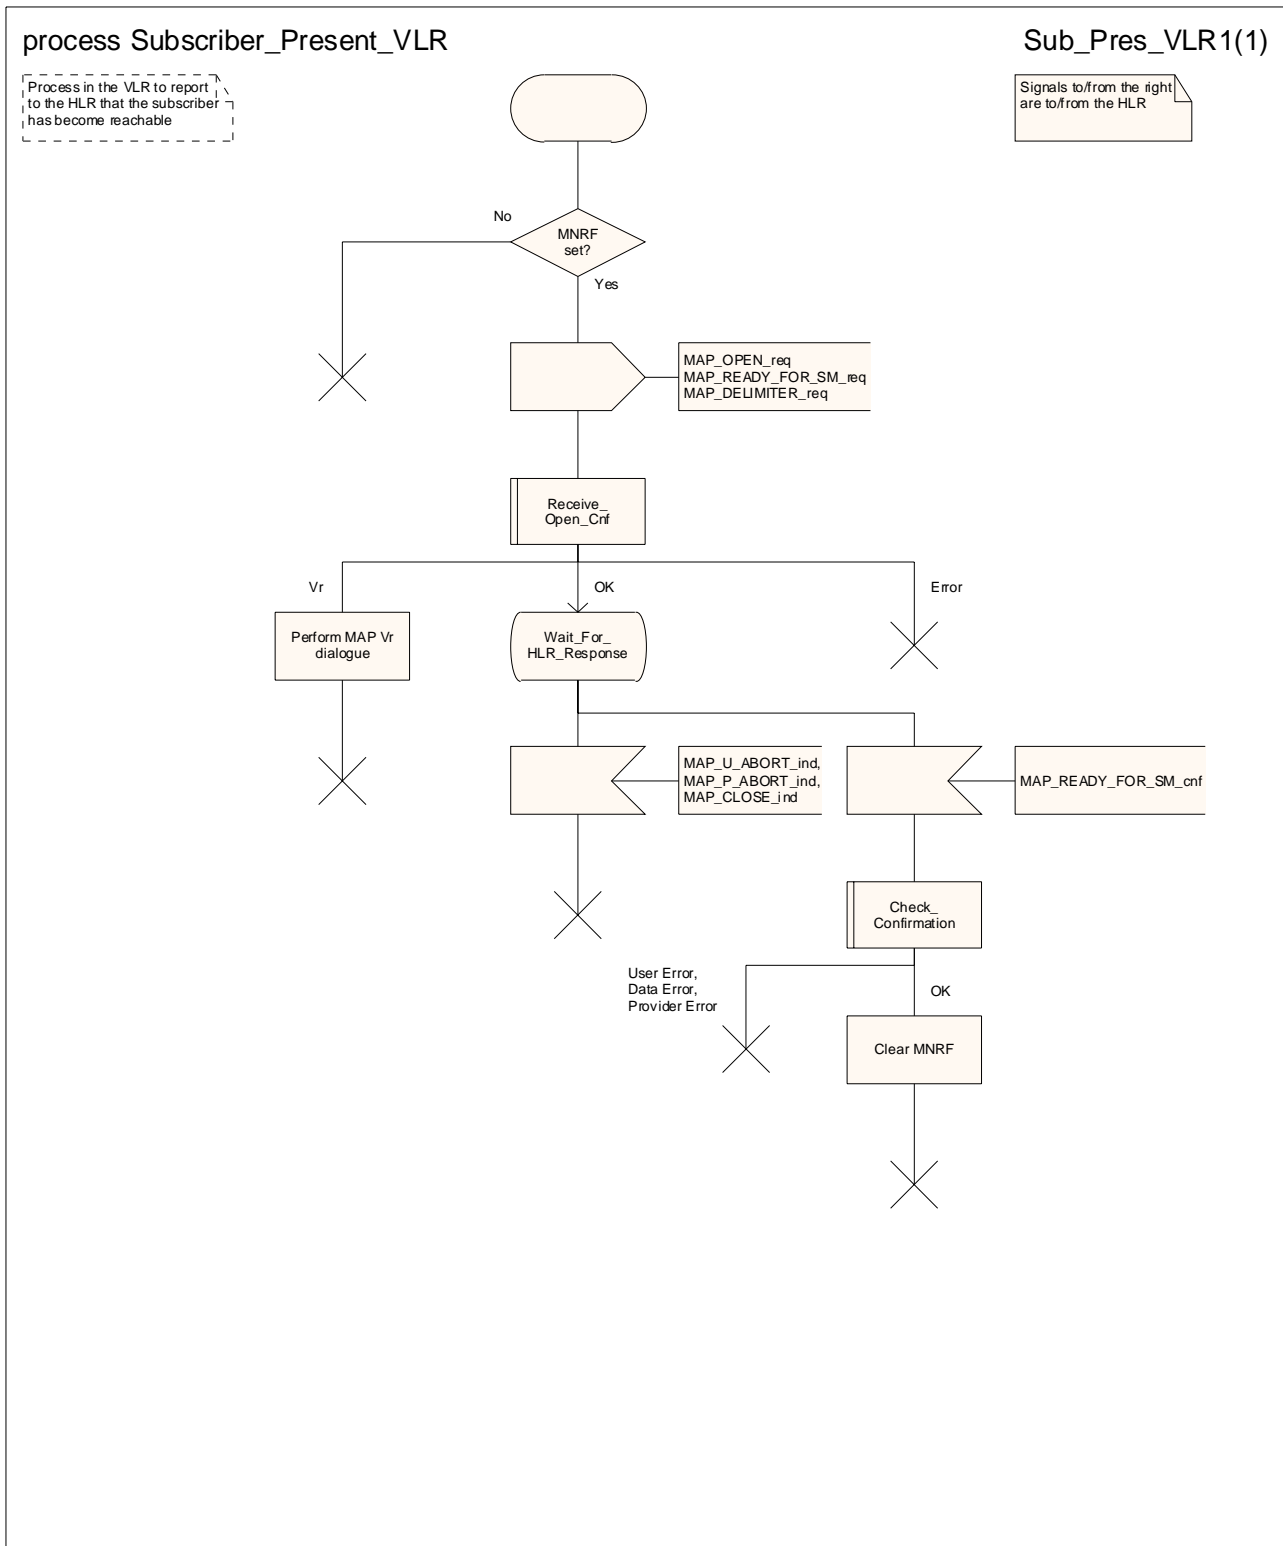 process Subscriber_Present_VLR
Sub_Pres_VLR1(1)
Process in the VLR to report
to the HLR that the subscriber
has become reachable
Signals to/from the right
are to/from the HLR
No
MNRF
set?
Yes
MAP_OPEN_req
MAP_READY_FOR_SM_req
MAP_DELIMITER_req
Receive_
Open_Cnf
Vr
OK
Error
Perform MAP Vr
dialogue
Wait_For_
HLR_Response
MAP_U_ABORT_ind,
MAP_P_ABORT_ind,
MAP_CLOSE_ind
MAP_READY_FOR_SM_cnf
Check_
Confirmation
User Error,
Data Error,
Provider Error
OK
Clear MNRF